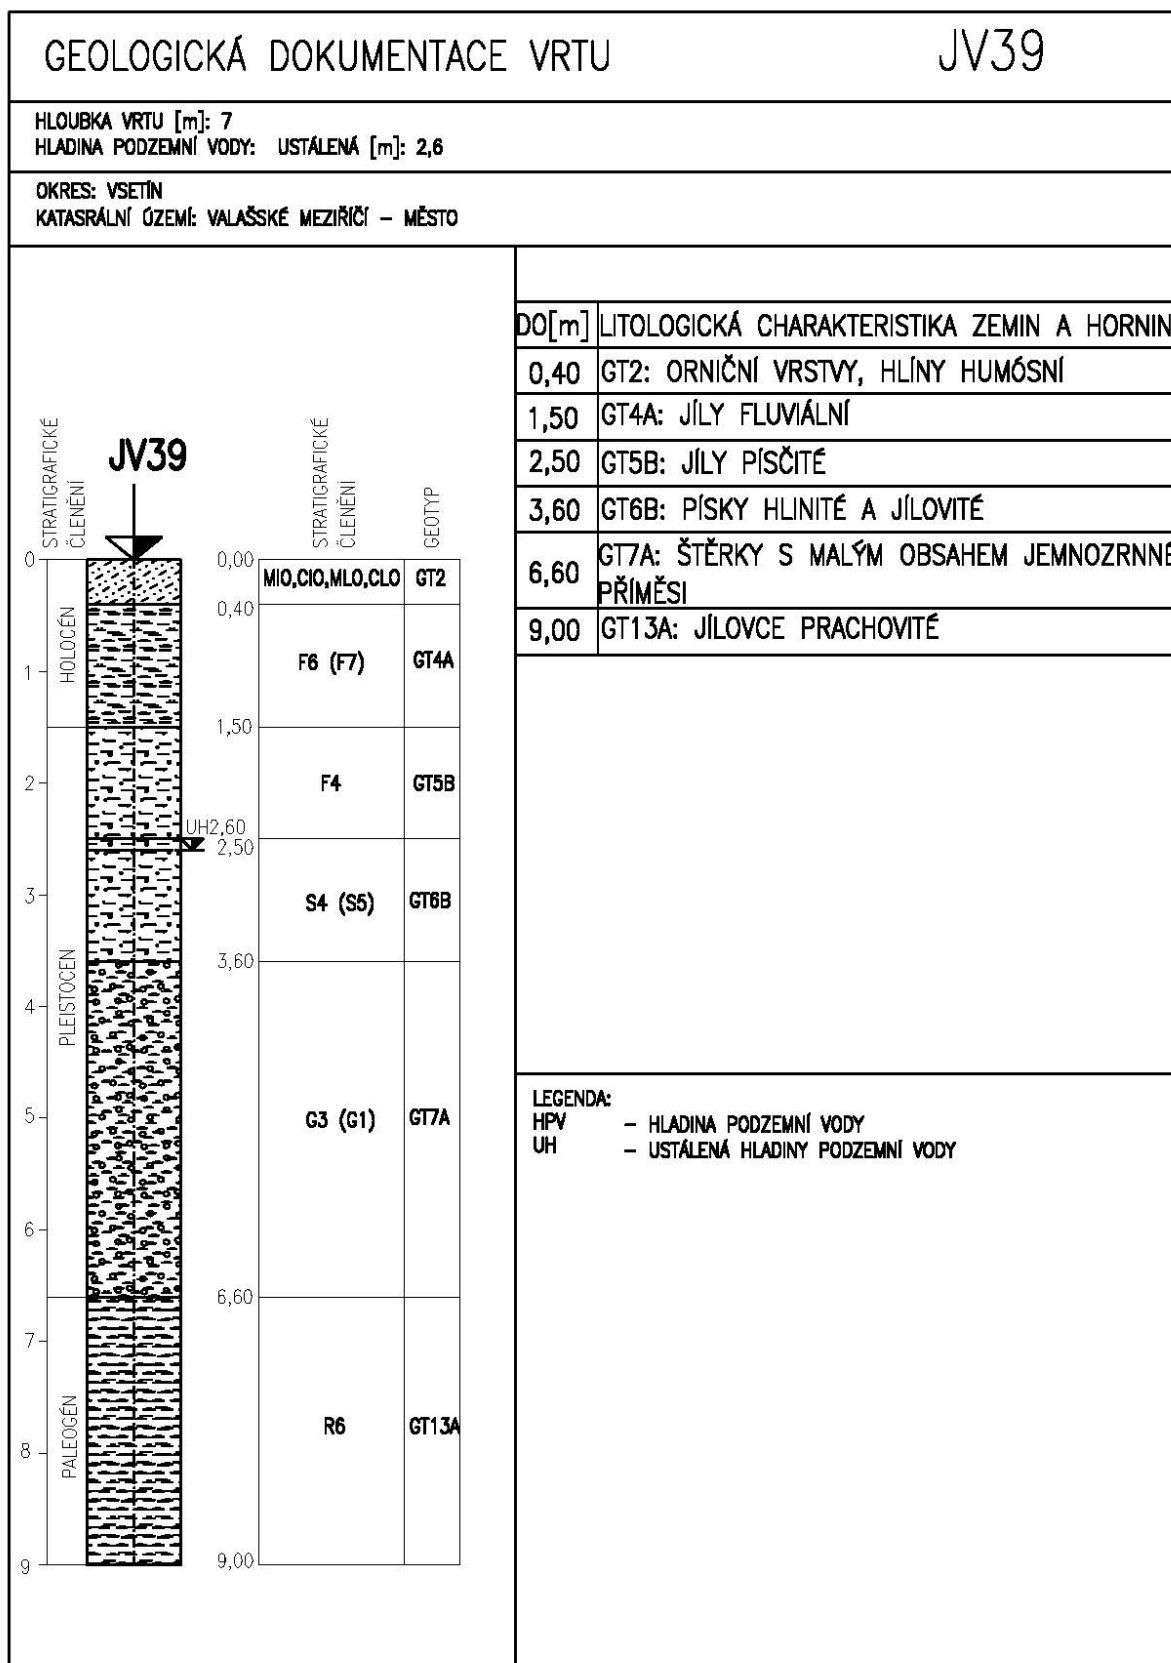 GEOLOGICKÁ DOKUMENTACE VRTU JV39
HLOUBKA VRTU [m]: 7
HLADINA PODZEMNÍ VODY: USTÁLENÁ [m]: 2,6
OKRES: VSETÍN
KATASRÁLNÍ ÚZEMÍ: VALAŠSKÉ MEZIŘÍČÍ – MĚSTO
DO[m] LITOLOGICKÁ CHARAKTERISTIKA ZEMIN A HORNIN
0,40 GT2: ORNIČNÍ VRSTVY, HLÍNY HUMÓSNÍ
1,50 GT4A: JÍLY FLUVIÁLNÍ
2,50 GT5B: JÍLY PÍSČITÉ
3,60 GT6B: PÍSKY HLINITÉ A JÍLOVITÉ
6,60 GT7A: ŠTĚRKY S MALÝM OBSAHEM JEMNOZRNNÉ
PŘÍMĚSI
9,00 GT13A: JÍLOVCE PRACHOVITÉ
STRATIGRAFICKÉ
ČLENĚNÍ
JV39
STRATIGRAFICKÉ
ČLENĚNÍ
GEOTYP
0 0,00
MIO,CIO,MLO,CLO GT2
0,40
HOLOCÉN
1 F6 (F7) GT4A
1,50
2 F4 GT5B
UH2,60
2,50
3 S4 (S5) GT6B
3,60
PLEISTOCEN
4
5 G3 (G1) GT7A
6
6,60
7
PALEOGÉN
R6 GT13A
8
9 9,00
LEGENDA:
HPV – HLADINA PODZEMNÍ VODY
UH – USTÁLENÁ HLADINY PODZEMNÍ VODY